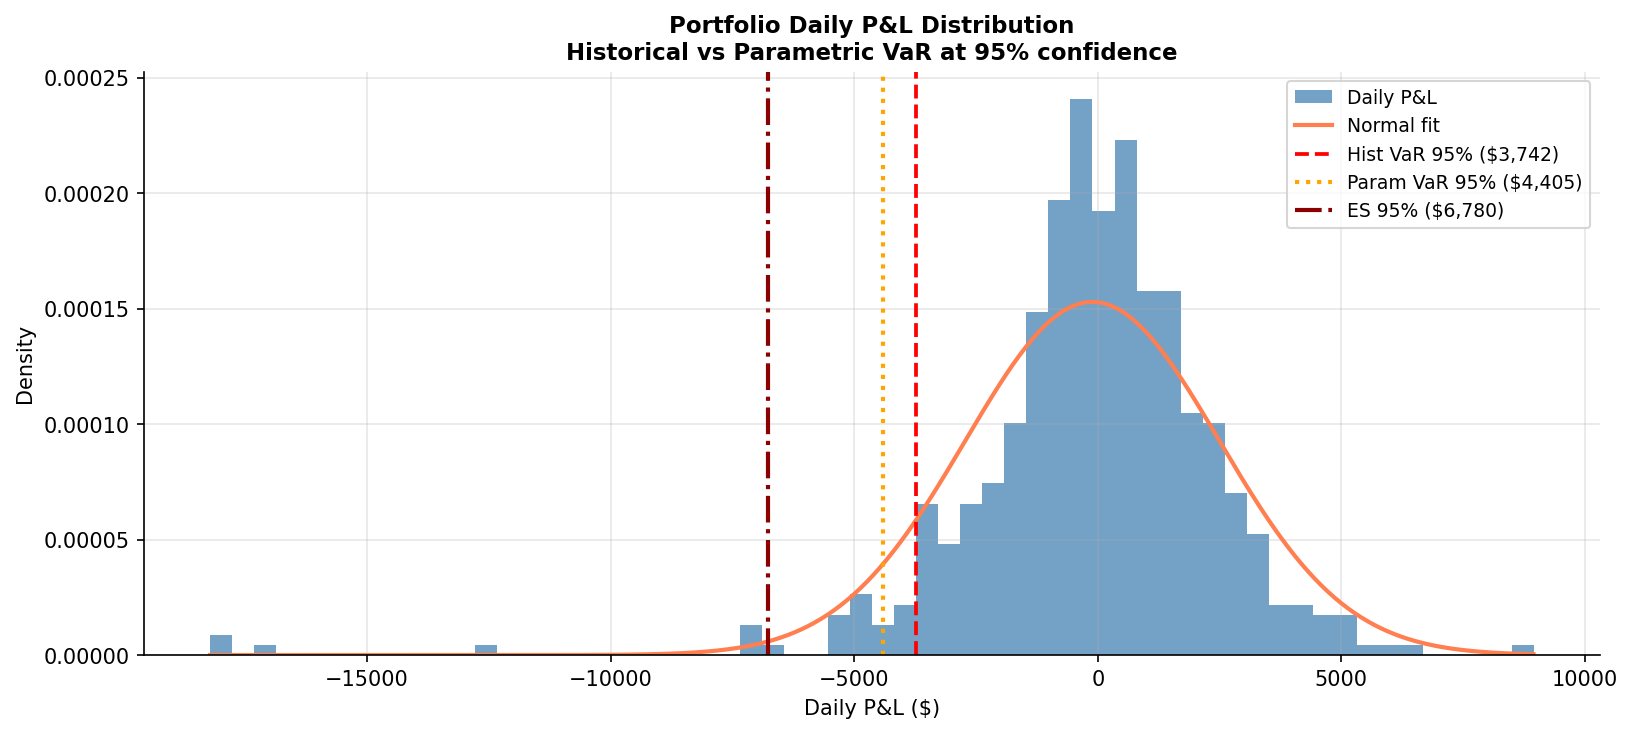 Portfolio Daily P&L Distribution
Historical vs Parametric VaR at 95% confidence
0.00025
0.00020
0.00015
0.00010
0.00005
0.00000
Density
Daily P&L
Normal fit
Hist VaR 95% ($3,742)
Param VaR 95% ($4,405)
ES 95% ($6,780)
−15000 −10000 −5000 0 5000 10000
Daily P&L ($)